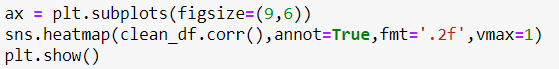 ax = plt.subplots(figsize=(9,6))
sns.heatmap(clean_df.corr(),annot=True,fmt='.2f',vmax=1)
plt.show()